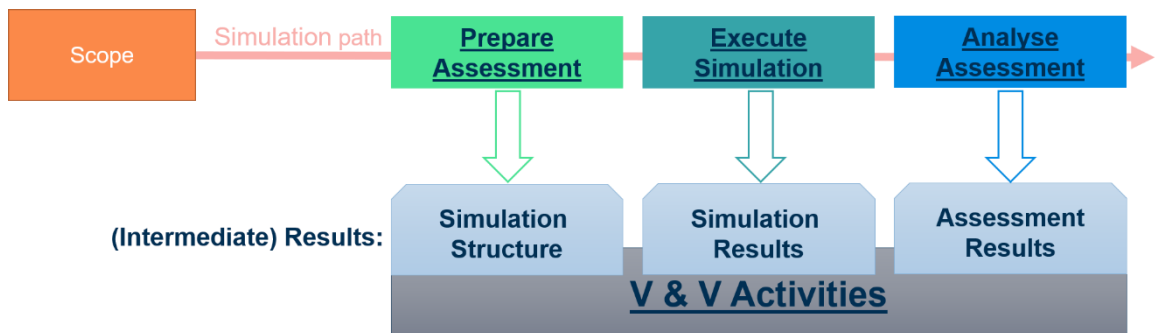 Scope
Simulation path
Prepare
Assessment
Execute
Simulation
Analyse
Assessment
(Intermediate) Results:
Simulation
Structure
Simulation
Results
Assessment
Results
V & V Activities